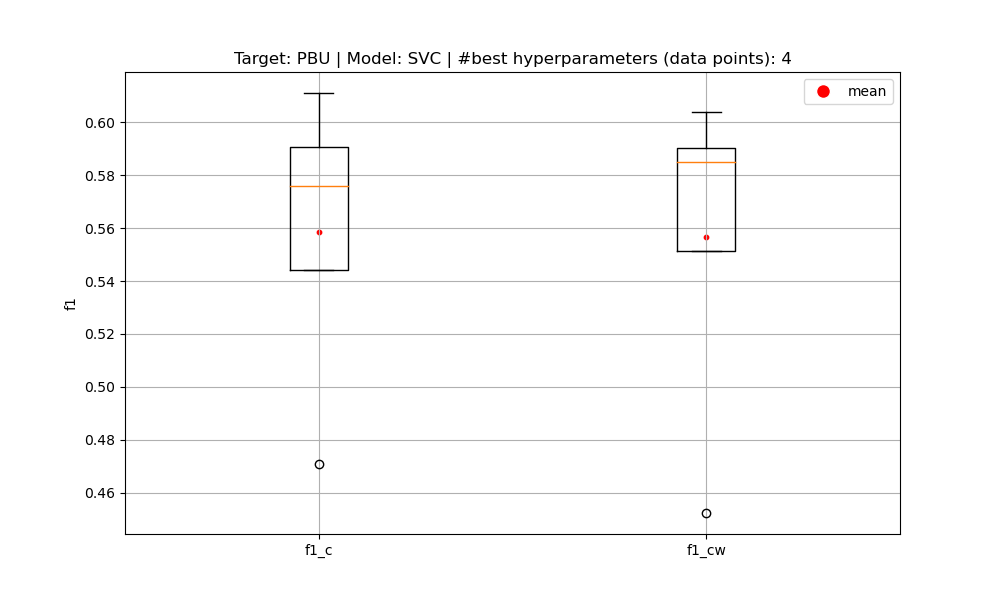 Target: PBU | Model: SVC | #best hyperparameters (data points): 4
mean
0.60
0.58
0.56
0.54
0.52
0.50
0.48
0.46
f1
f1_c
f1_cw